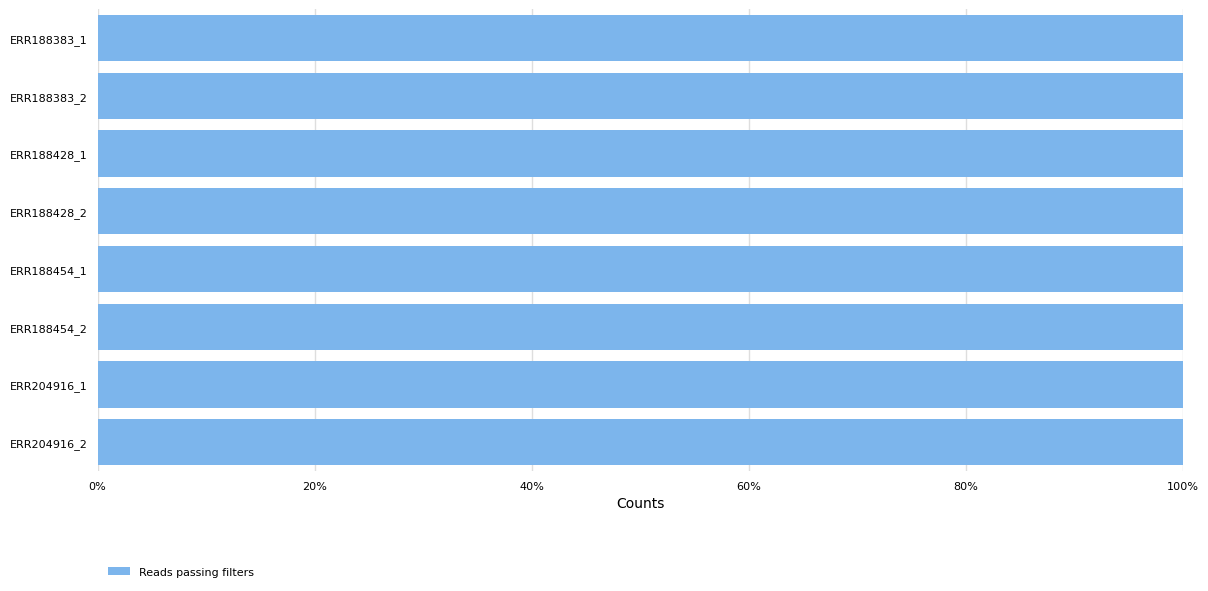 ERR188383_1
ERR188383_2
ERR188428_1
ERR188428_2
ERR188454_1
ERR188454_2
ERR204916_1
ERR204916_2
0% 20% 40% 60% 80% 100%
Counts
Reads passing filters